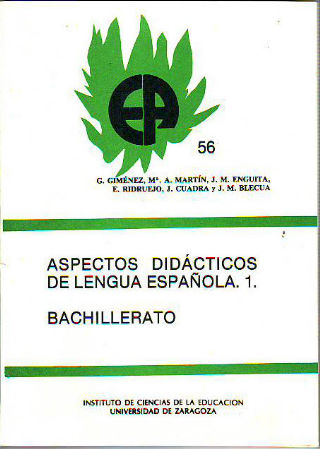 EA
56
G. GIMÉNEZ, Mª. A. MARTÍN, J. M. ENGUITA,
E. RIDRUEJO, J. CUADRA y J. M. BLECUA
ASPECTOS DIDÁCTICOS
DE LENGUA ESPAÑOLA. 1.
BACHILLERATO
INSTITUTO DE CIENCIAS DE LA EDUCACION
UNIVERSIDAD DE ZARAGOZA